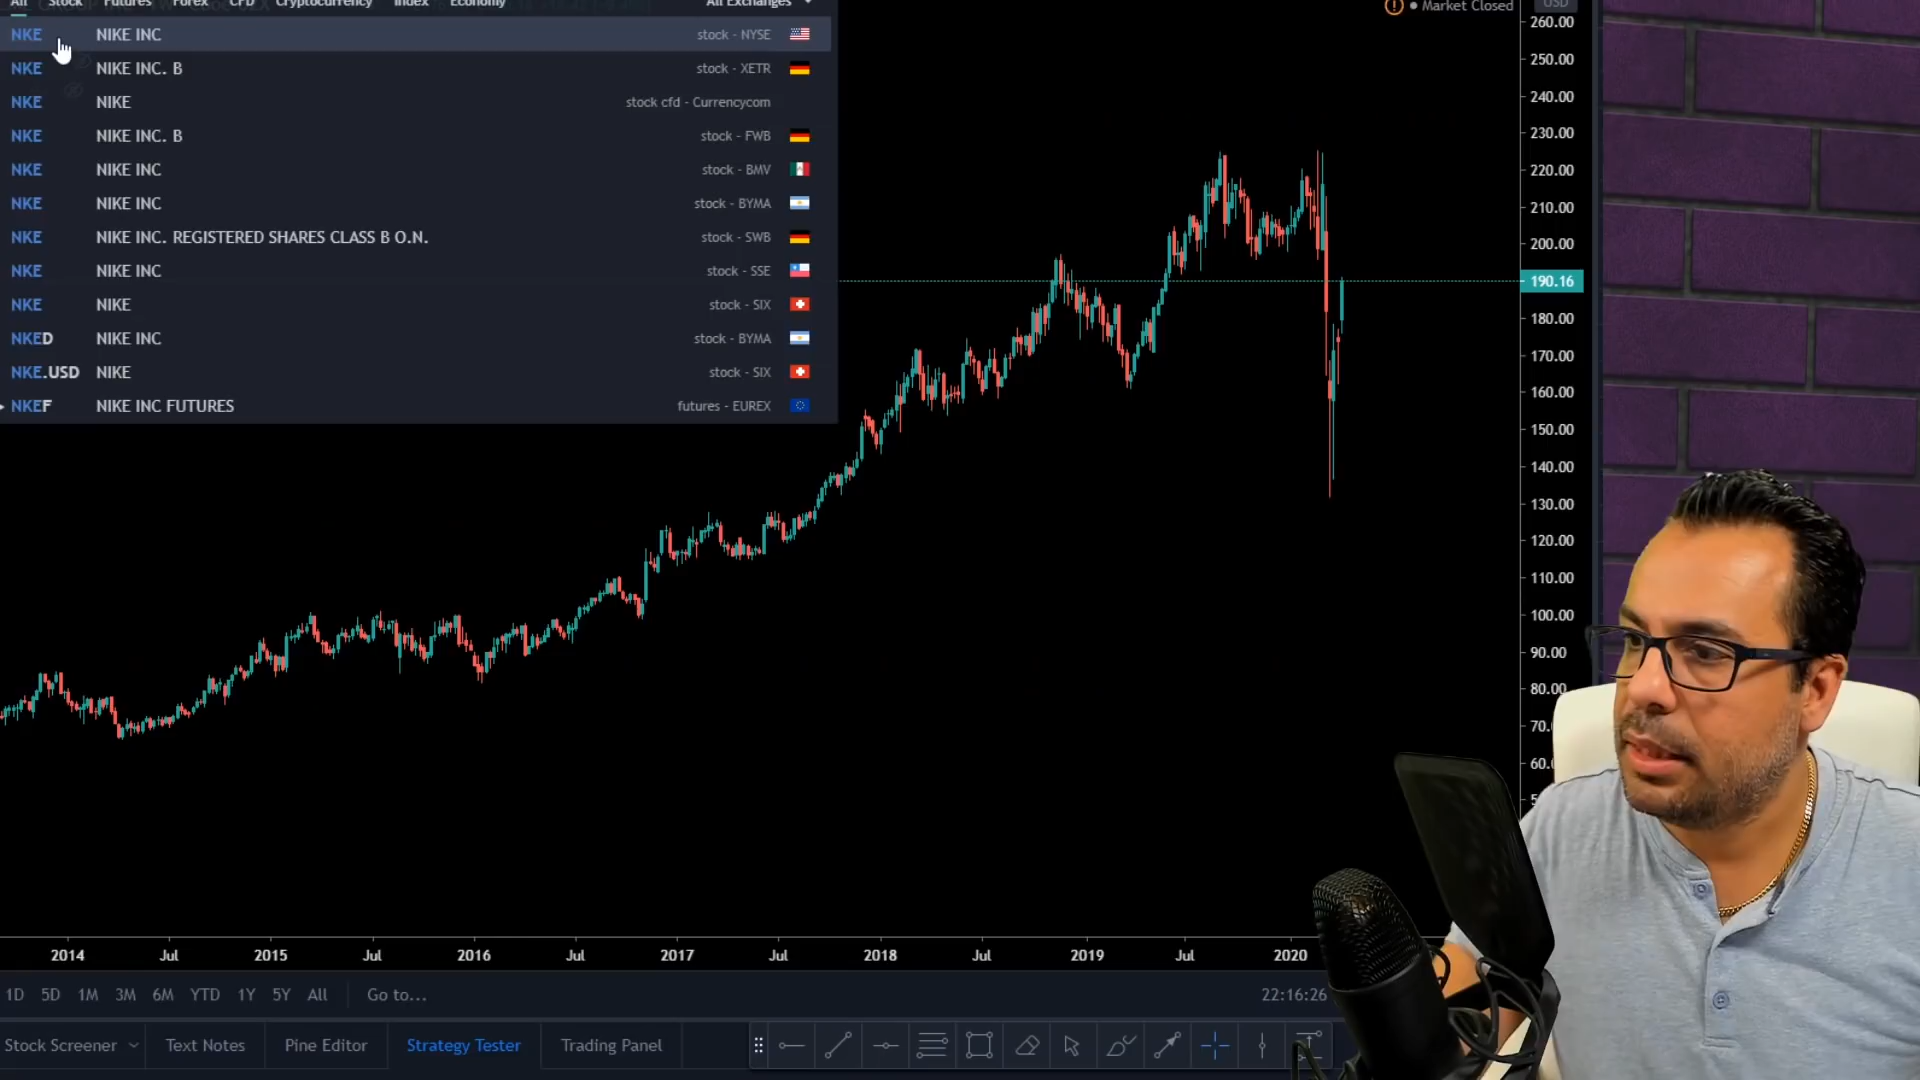 All Stock Futures Forex CFD Cryptocurrency Index Economy All Exchanges
Market Closed
USD
NKE NIKE INC stock - NYSE
NKE NIKE INC. B stock - XETR
NKE NIKE stock cfd - Currencycom
NKE NIKE INC. B stock - FWB
NKE NIKE INC stock - BMV
NKE NIKE INC stock - BYMA
NKE NIKE INC. REGISTERED SHARES CLASS B O.N. stock - SWB
NKE NIKE INC stock - SSE
NKE NIKE stock - SIX
NKED NIKE INC stock - BYMA
NKE.USD NIKE stock - SIX
NKEF NIKE INC FUTURES futures - EUREX
260.00
250.00
240.00
230.00
220.00
210.00
200.00
190.16
180.00
170.00
160.00
150.00
140.00
130.00
120.00
110.00
100.00
90.00
80.00
70.
60.
2014 Jul 2015 Jul 2016 Jul 2017 Jul 2018 Jul 2019 Jul 2020
1D 5D 1M 3M 6M YTD 1Y 5Y All Go to... 22:16:26
Stock Screener Text Notes Pine Editor Strategy Tester Trading Panel